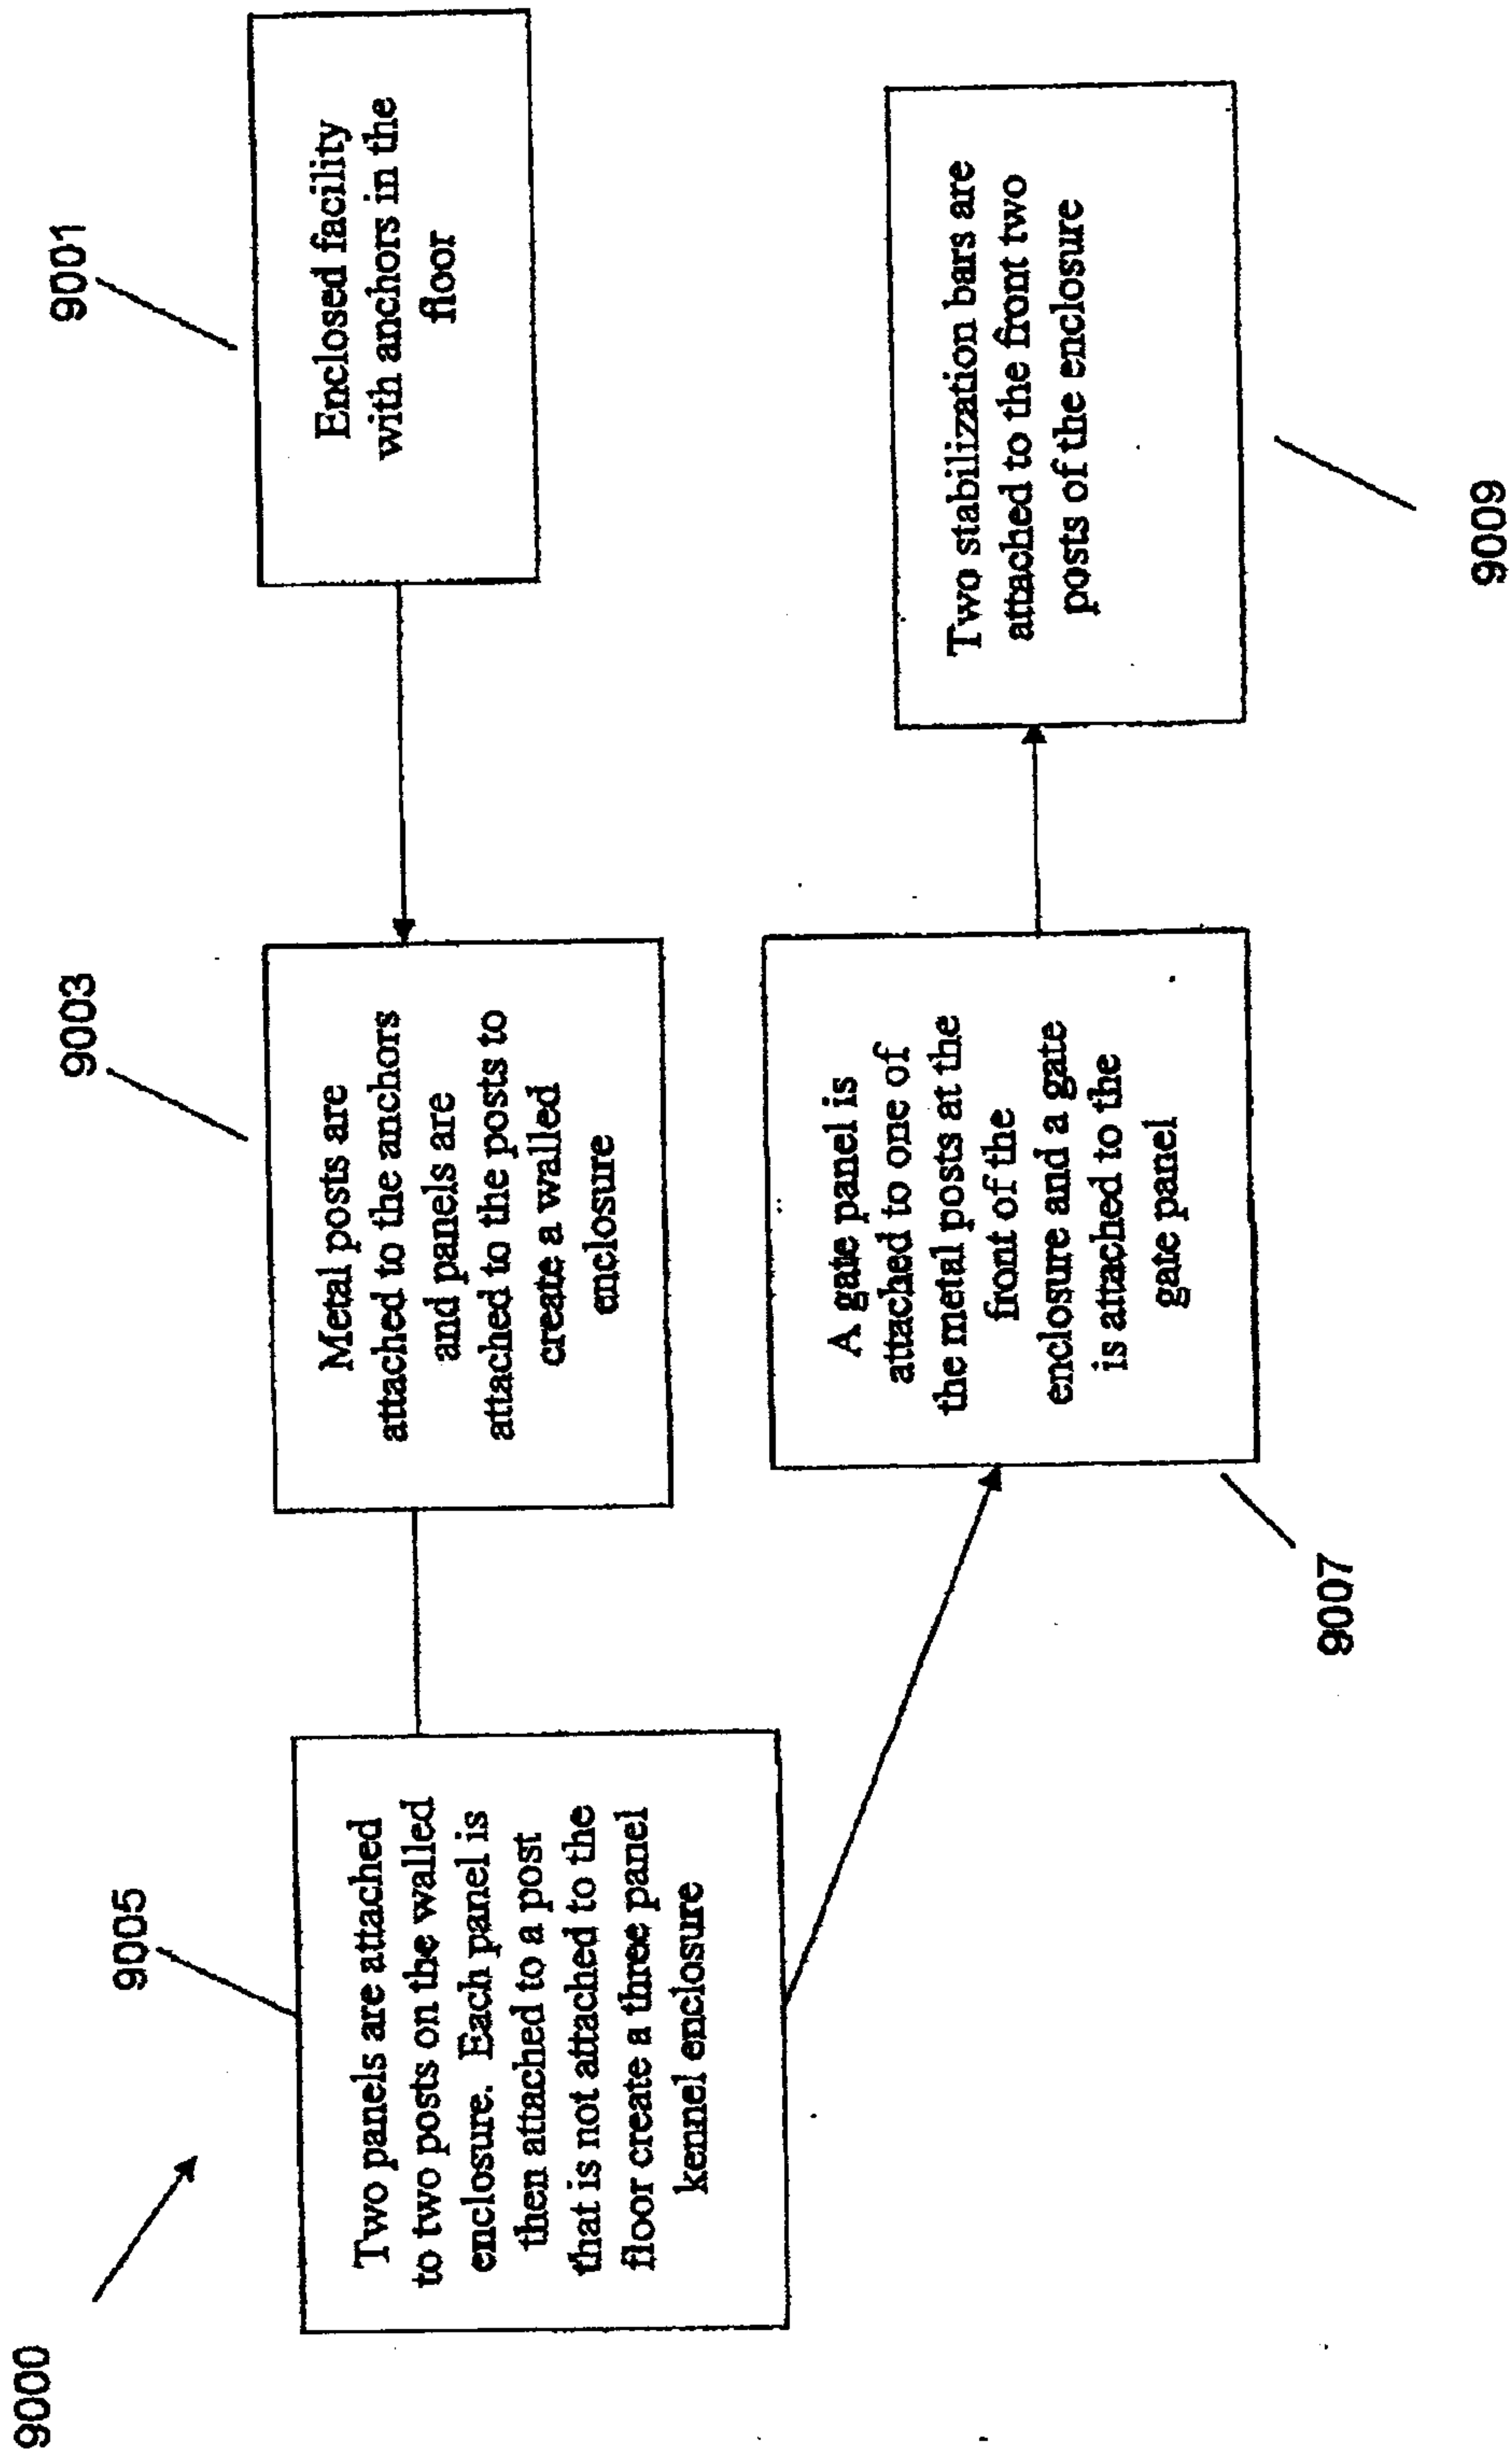 9000
9001
Enclosed facility
with anchors in the
floor
9003
Metal posts are
attached to the anchors
and panels are
attached to the posts to
create a walled
enclosure
9005
Two panels are attached
to two posts on the walled
enclosure. Each panel is
then attached to a post
that is not attached to the
floor create a three panel
kennel enclosure
A gate panel is
attached to one of
the metal posts at the
front of the
enclosure and a gate
is attached to the
gate panel
9007
Two stabilization bars are
attached to the front two
posts of the enclosure
9009